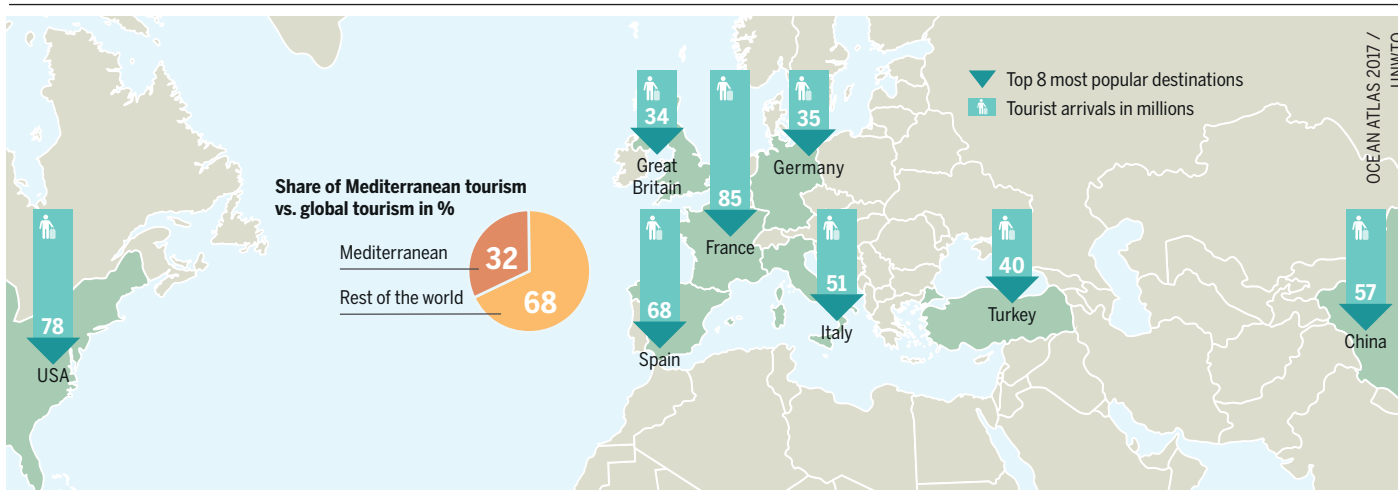 OCEAN ATLAS 2017 /
UNWTO
Top 8 most popular destinations
Tourist arrivals in millions
34
Great
Britain
85
France
35
Germany
Share of Mediterranean tourism
vs. global tourism in %
Mediterranean
32
Rest of the world
68
78
USA
68
Spain
51
Italy
40
Turkey
57
China